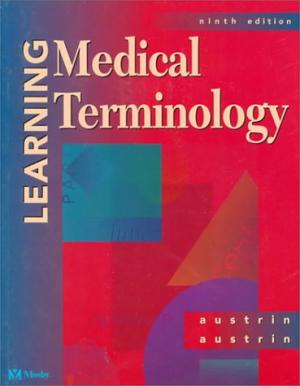 ninth edition
LEARNING
Medical
Terminology
austrin
austrin
Mosby